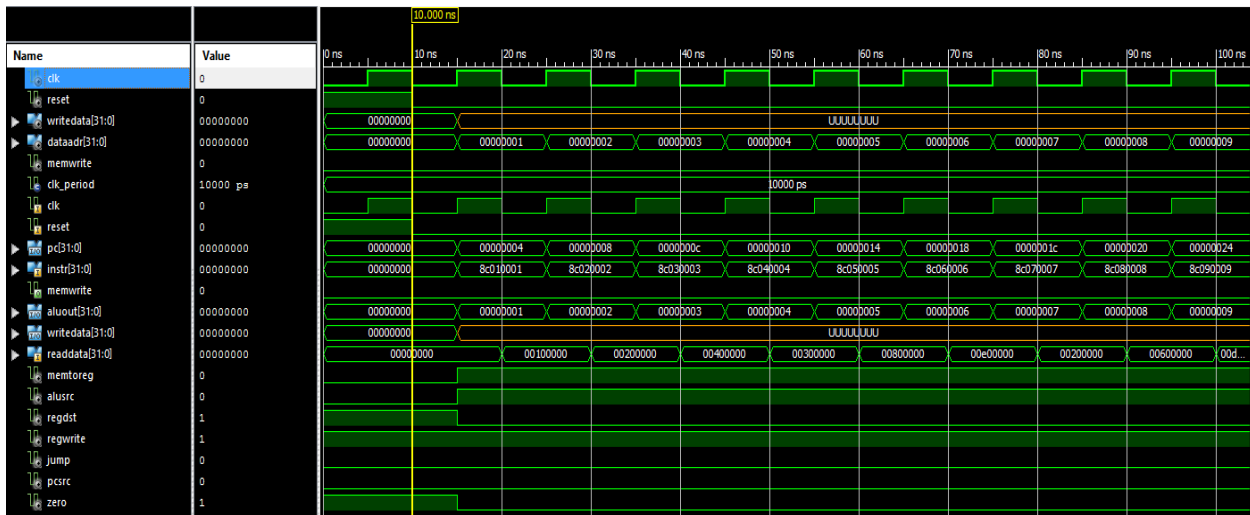 10.000 ns
Name Value 0 ns 10 ns 20 ns 30 ns 40 ns 50 ns 60 ns 70 ns 80 ns 90 ns 100 ns
clk 0
reset 0
writedata[31:0] 00000000 00000000 UUUUUUUU
dataadr[31:0] 00000000 00000000 00000001 00000002 00000003 00000004 00000005 00000006 00000007 00000008 00000009
memwrite 0
clk_period 10000 ps 10000 ps
clk 0
reset 0
pc[31:0] 00000000 00000000 00000004 00000008 0000000c 00000010 00000014 00000018 0000001c 00000020 00000024
instr[31:0] 00000000 00000000 8c010001 8c020002 8c030003 8c040004 8c050005 8c060006 8c070007 8c080008 8c090009
memwrite 0
aluout[31:0] 00000000 00000000 00000001 00000002 00000003 00000004 00000005 00000006 00000007 00000008 00000009
writedata[31:0] 00000000 00000000 UUUUUUUU
readdata[31:0] 00000000 00000000 00100000 00200000 00400000 00300000 00800000 00e00000 00200000 00600000 00d...
memtoreg 0
alusrc 0
regdst 1
regwrite 1
jump 0
pcsrc 0
zero 1